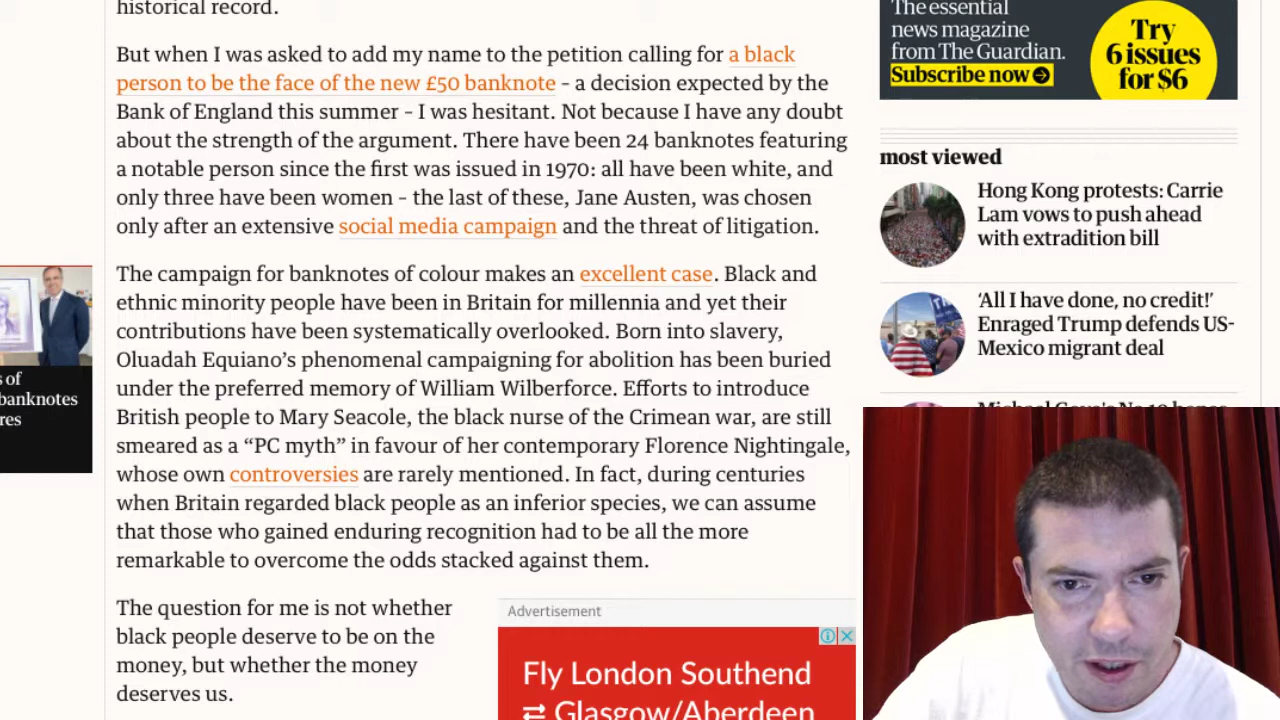 historical record.
But when I was asked to add my name to the petition calling for a black
person to be the face of the new £50 banknote – a decision expected by the
Bank of England this summer – I was hesitant. Not because I have any doubt
about the strength of the argument. There have been 24 banknotes featuring
a notable person since the first was issued in 1970: all have been white, and
only three have been women – the last of these, Jane Austen, was chosen
only after an extensive social media campaign and the threat of litigation.
The campaign for banknotes of colour makes an excellent case. Black and
ethnic minority people have been in Britain for millennia and yet their
contributions have been systematically overlooked. Born into slavery,
Oluadah Equiano’s phenomenal campaigning for abolition has been buried
under the preferred memory of William Wilberforce. Efforts to introduce
British people to Mary Seacole, the black nurse of the Crimean war, are still
smeared as a “PC myth” in favour of her contemporary Florence Nightingale,
whose own controversies are rarely mentioned. In fact, during centuries
when Britain regarded black people as an inferior species, we can assume
that those who gained enduring recognition had to be all the more
remarkable to overcome the odds stacked against them.
The question for me is not whether
black people deserve to be on the
money, but whether the money
deserves us.
s of
banknotes
res
Advertisement
Fly London Southend
⇄ Glasgow/Aberdeen
The essential
news magazine
from The Guardian.
Subscribe now
Try
6 issues
for $6
most viewed
Hong Kong protests: Carrie
Lam vows to push ahead
with extradition bill
‘All I have done, no credit!’
Enraged Trump defends US-
Mexico migrant deal